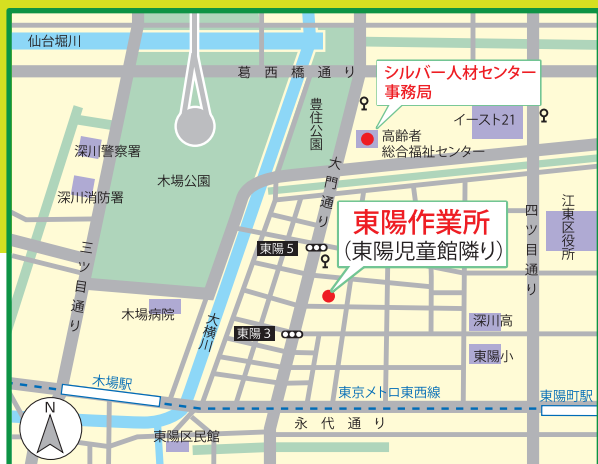 仙台堀川
葛西橋通り
シルバー人材センター
事務局
豊住公園
イースト21
高齢者
総合福祉センター
深川警察署
木場公園
深川消防署
大門通り
江東区役所
東陽作業所
(東陽児童館隣り)
四ツ目通り
三ツ目通り
東陽5
木場病院
大横川
東陽3
深川高
東陽小
木場駅
東京メトロ東西線
東陽町駅
N
永代通り
東陽区民館